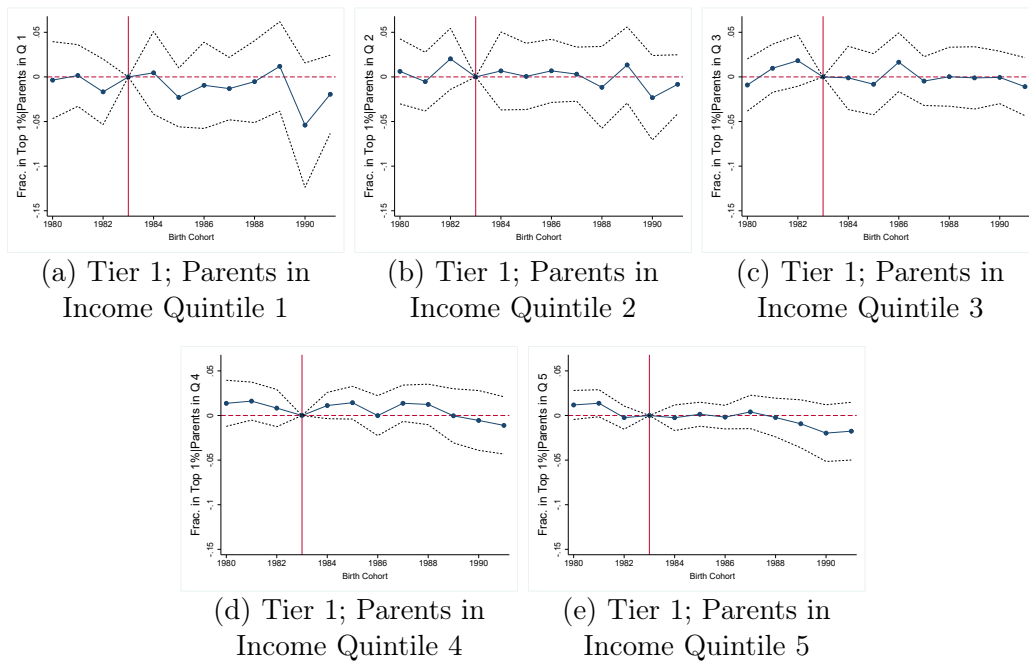 Frac. in Top 1%|Parents in Q 1
.05
0
-.05
-.1
-.15
1980 1982 1984 1986 1988 1990
Birth Cohort
(a) Tier 1; Parents in
Income Quintile 1
Frac. in Top 1%|Parents in Q 2
.05
0
-.05
-.1
-.15
1980 1982 1984 1986 1988 1990
Birth Cohort
(b) Tier 1; Parents in
Income Quintile 2
Frac. in Top 1%|Parents in Q 3
.05
0
-.05
-.1
-.15
1980 1982 1984 1986 1988 1990
Birth Cohort
(c) Tier 1; Parents in
Income Quintile 3
Frac. in Top 1%|Parents in Q 4
.05
0
-.05
-.1
-.15
1980 1982 1984 1986 1988 1990
Birth Cohort
(d) Tier 1; Parents in
Income Quintile 4
Frac. in Top 1%|Parents in Q 5
.05
0
-.05
-.1
-.15
1980 1982 1984 1986 1988 1990
Birth Cohort
(e) Tier 1; Parents in
Income Quintile 5